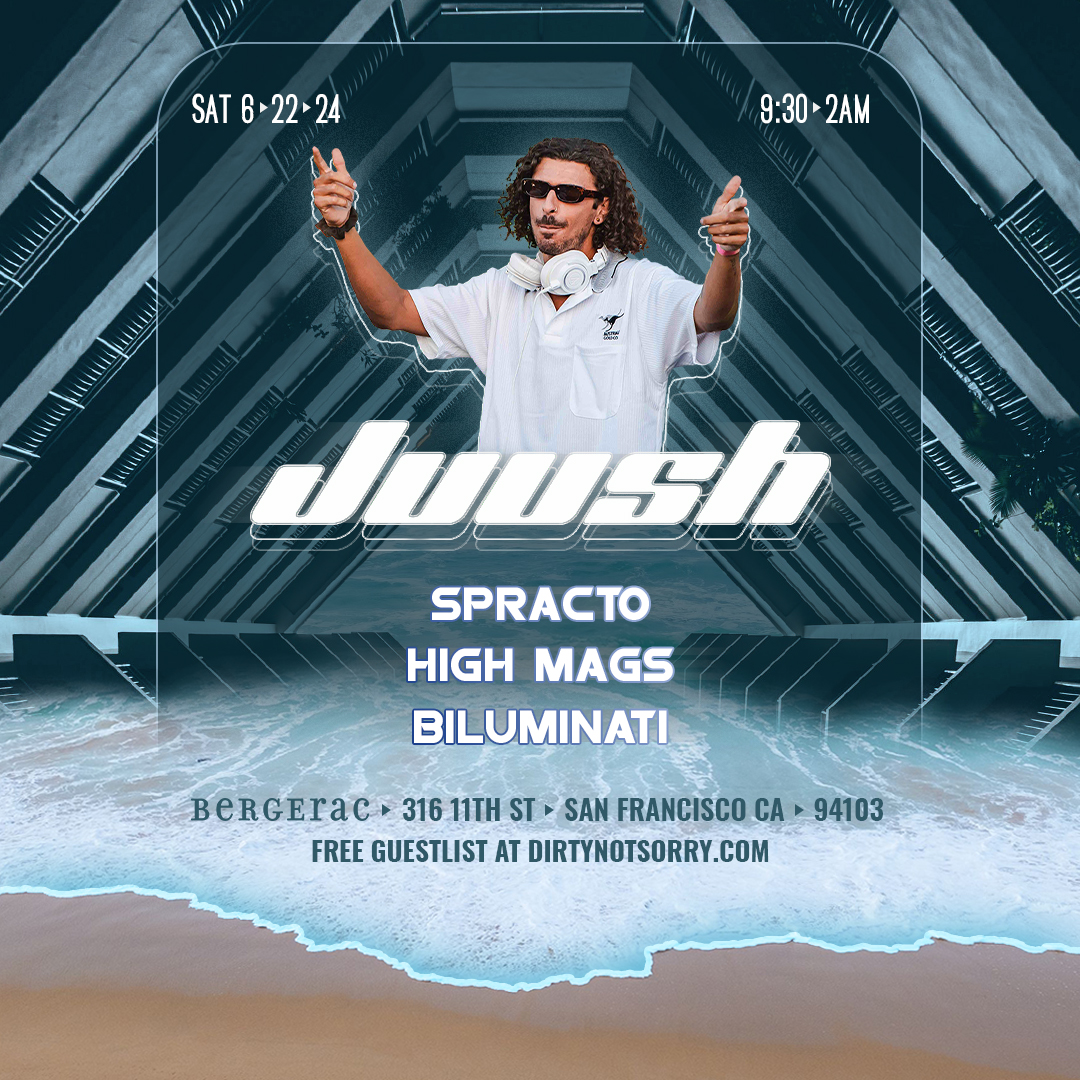 SAT 6▸22▸24
9:30▸2AM
Juush
SPRACTO
HIGH MAGS
BILUMINATI
BERGERAC ▸ 316 11TH ST ▸ SAN FRANCISCO CA ▸ 94103
FREE GUESTLIST AT DIRTYNOTSORRY.COM